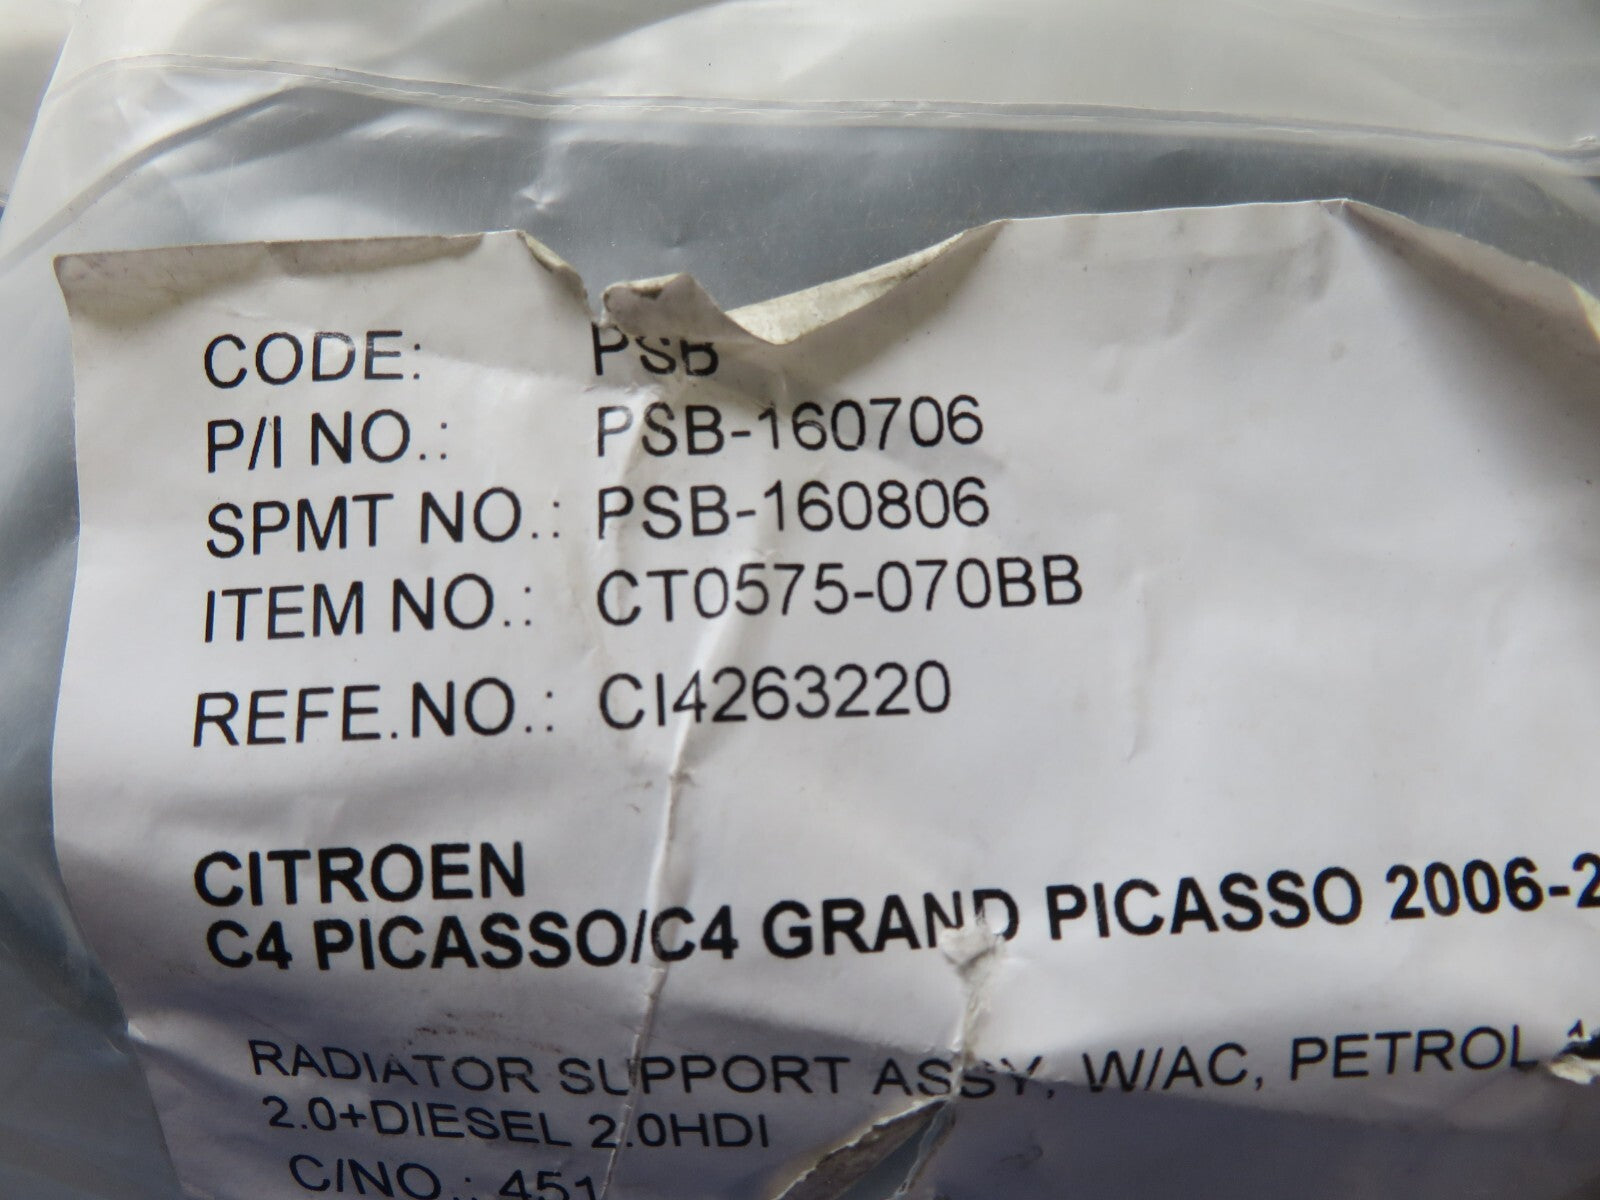 CODE: PSB
P/I NO.: PSB-160706
SPMT NO.: PSB-160806
ITEM NO.: CT0575-070BB
REFE.NO.: CI4263220
CITROEN
C4 PICASSO/C4 GRAND PICASSO 2006-2
RADIATOR SUPPORT ASSY, W/AC, PETROL
2.0+DIESEL 2.0HDI
C/NO.: 451